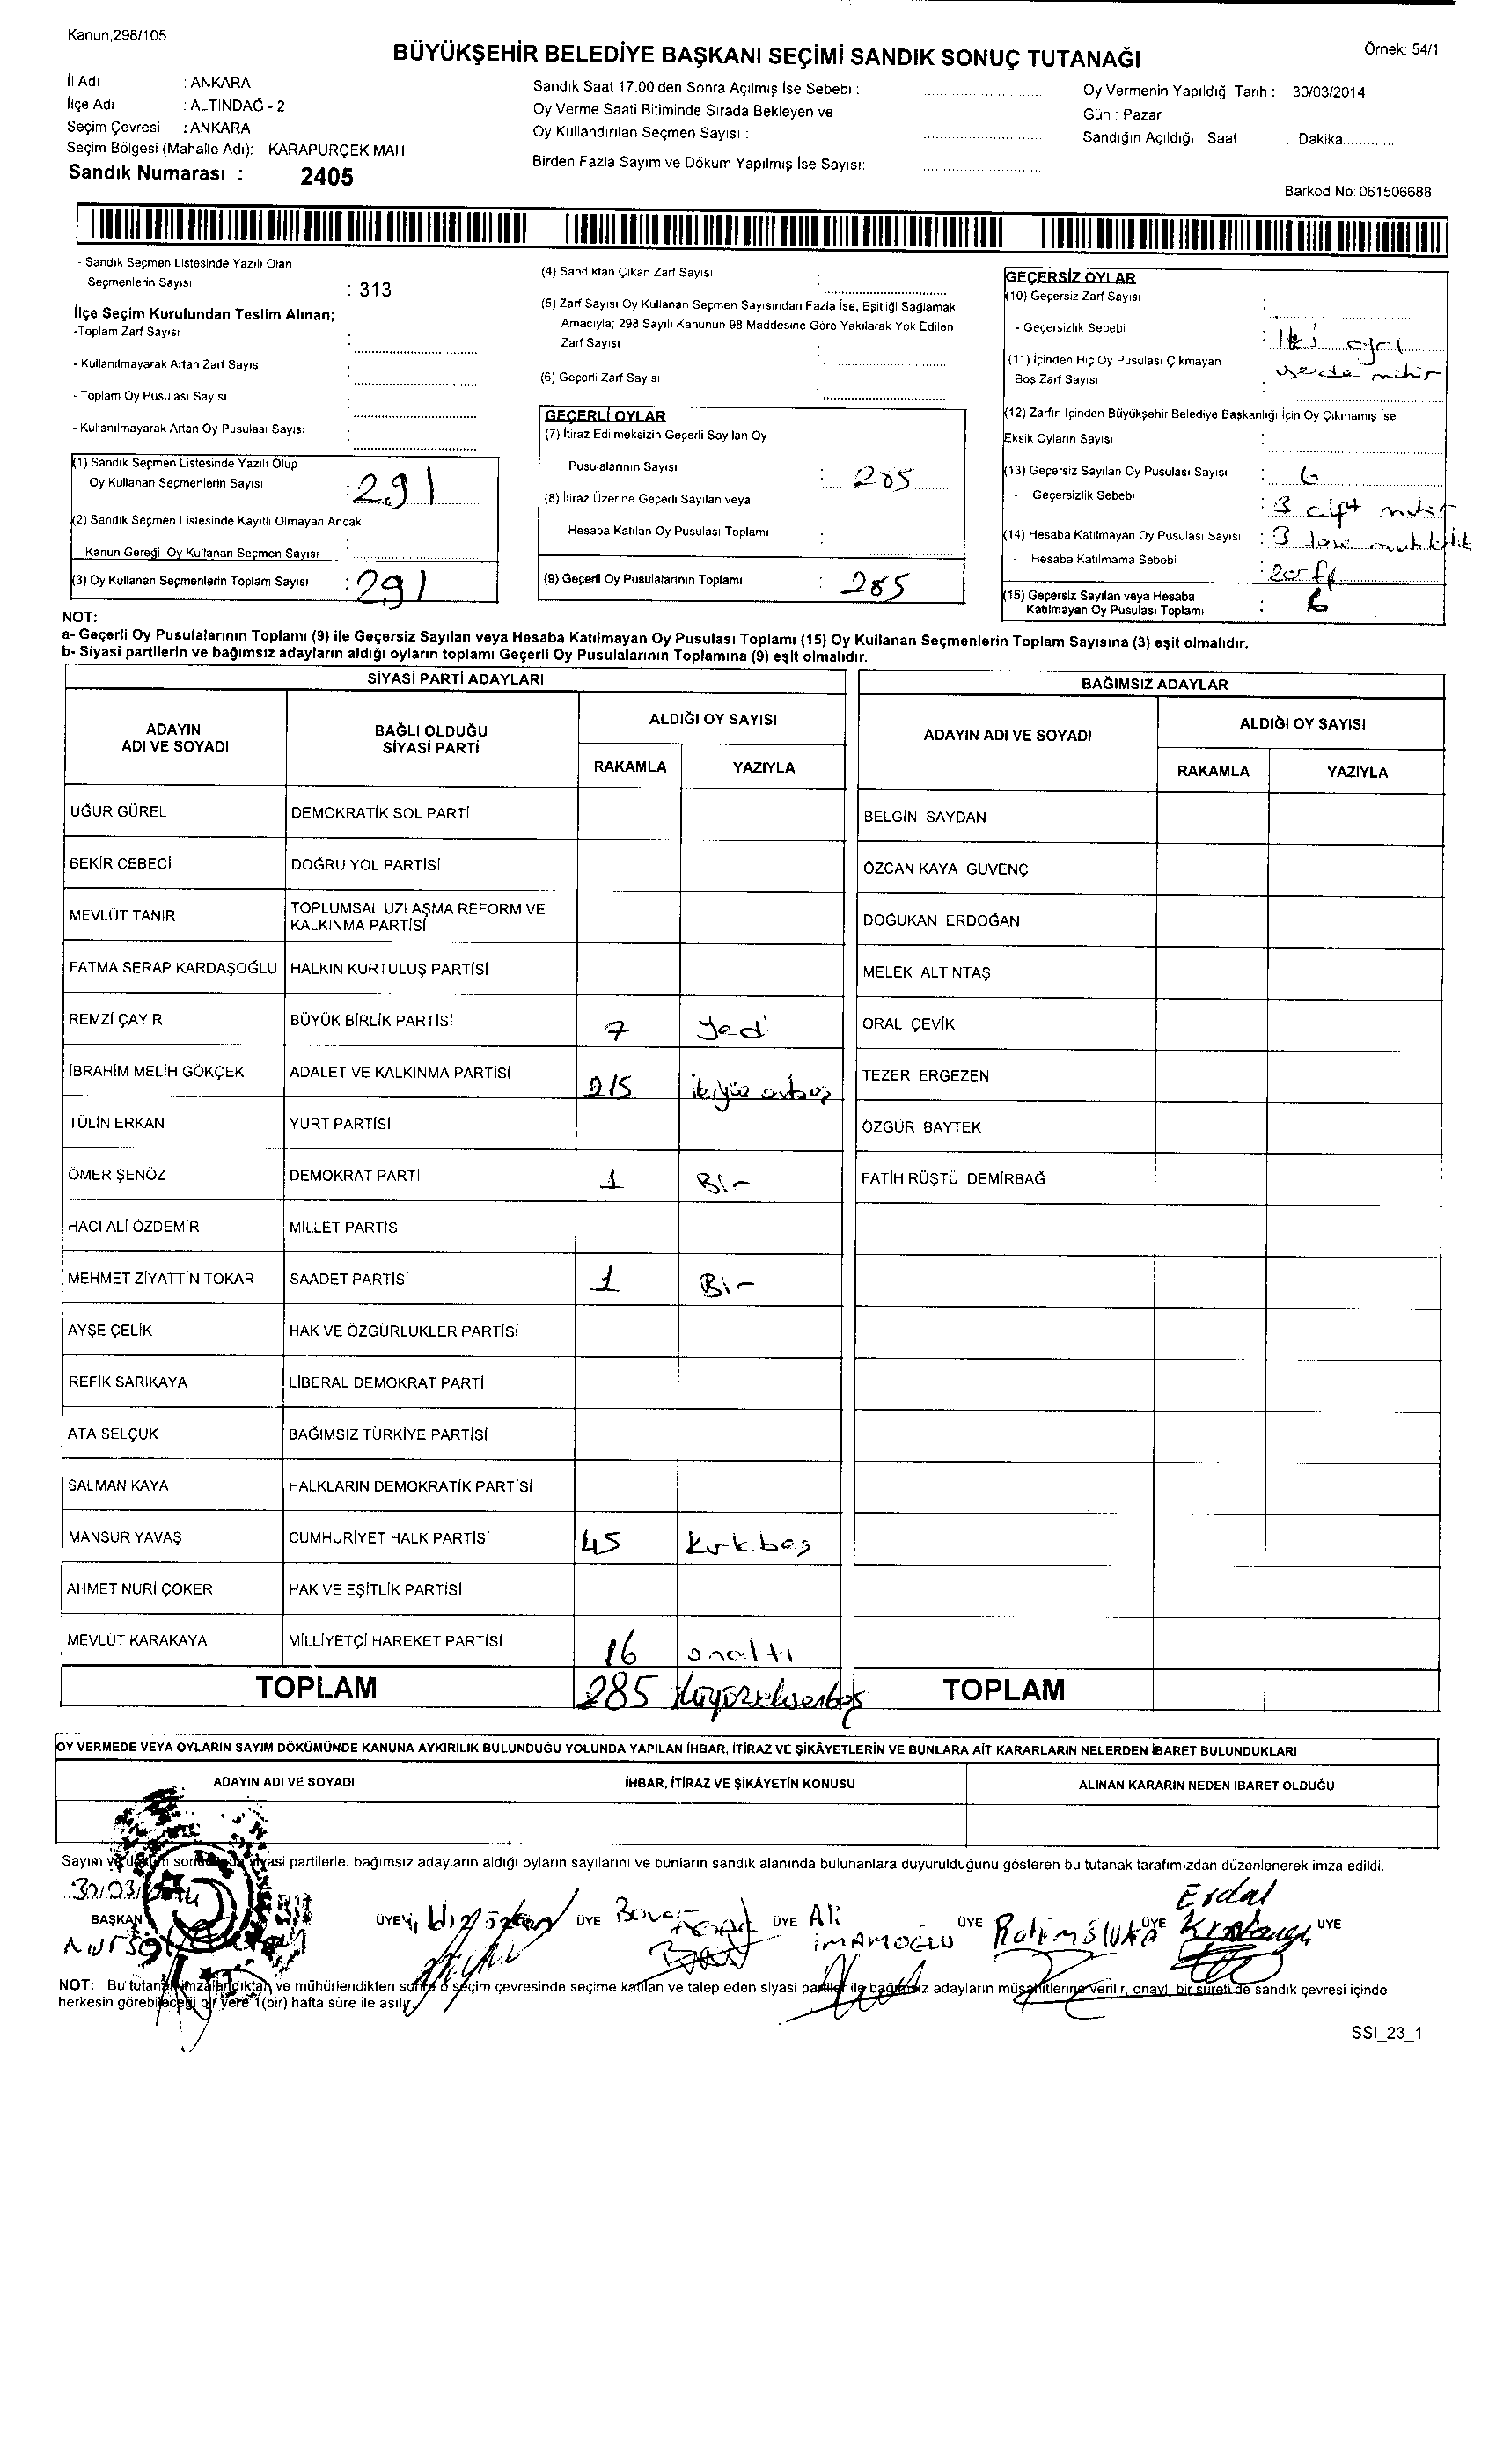 Kanun;298/105
BÜYÜKŞEHİR BELEDİYE BAŞKANI SEÇİMİ SANDIK SONUÇ TUTANAĞI
Örnek: 54/1
İl Adı : ANKARA
İlçe Adı : ALTINDAĞ - 2
Seçim Çevresi : ANKARA
Seçim Bölgesi (Mahalle Adı): KARAPÜRÇEK MAH.
Sandık Numarası : 2405
Sandık Saat 17.00'den Sonra Açılmış İse Sebebi :
Oy Verme Saati Bitiminde Sırada Bekleyen ve
Oy Kullandırılan Seçmen Sayısı :
Birden Fazla Sayım ve Döküm Yapılmış İse Sayısı:
Oy Vermenin Yapıldığı Tarih : 30/03/2014
Gün : Pazar
Sandığın Açıldığı Saat :............ Dakika............
Barkod No: 061506688
- Sandık Seçmen Listesinde Yazılı Olan
Seçmenlerin Sayısı : 313
İlçe Seçim Kurulundan Teslim Alınan;
-Toplam Zarf Sayısı :
- Kullanılmayarak Artan Zarf Sayısı :
- Toplam Oy Pusulası Sayısı :
- Kullanılmayarak Artan Oy Pusulası Sayısı :
(1) Sandık Seçmen Listesinde Yazılı Olup
Oy Kullanan Seçmenlerin Sayısı : 291
(2) Sandık Seçmen Listesinde Kayıtlı Olmayan Ancak
Kanun Gereği Oy Kullanan Seçmen Sayısı :
(3) Oy Kullanan Seçmenlerin Toplam Sayısı : 291
(4) Sandıktan Çıkan Zarf Sayısı :
(5) Zarf Sayısı Oy Kullanan Seçmen Sayısından Fazla İse, Eşitliği Sağlamak
Amacıyla; 298 Sayılı Kanunun 98.Maddesine Göre Yakılarak Yok Edilen
Zarf Sayısı :
(6) Geçerli Zarf Sayısı :
GEÇERLİ OYLAR
(7) İtiraz Edilmeksizin Geçerli Sayılan Oy
Pusulalarının Sayısı : 285
(8) İtiraz Üzerine Geçerli Sayılan veya
Hesaba Katılan Oy Pusulası Toplamı :
(9) Geçerli Oy Pusulalarının Toplamı : 285
GEÇERSİZ OYLAR
(10) Geçersiz Zarf Sayısı :
- Geçersizlik Sebebi : İki ayrı
yerde mühür
(11) İçinden Hiç Oy Pusulası Çıkmayan
Boş Zarf Sayısı :
(12) Zarfın İçinden Büyükşehir Belediye Başkanlığı İçin Oy Çıkmamış İse
Eksik Oyların Sayısı :
(13) Geçersiz Sayılan Oy Pusulası Sayısı : 6
- Geçersizlik Sebebi : 3 çift
(14) Hesaba Katılmayan Oy Pusulası Sayısı : 3
- Hesaba Katılmama Sebebi :
(15) Geçersiz Sayılan veya Hesaba
Katılmayan Oy Pusulası Toplamı : 6
NOT:
a- Geçerli Oy Pusulalarının Toplamı (9) ile Geçersiz Sayılan veya Hesaba Katılmayan Oy Pusulası Toplamı (15) Oy Kullanan Seçmenlerin Toplam Sayısına (3) eşit olmalıdır.
b- Siyasi partilerin ve bağımsız adayların aldığı oyların toplamı Geçerli Oy Pusulalarının Toplamına (9) eşit olmalıdır.
SİYASİ PARTİ ADAYLARI
ADAYIN ADI VE SOYADI BAĞLI OLDUĞU SİYASİ PARTİ ALDIĞI OY SAYISI
RAKAMLA YAZIYLA
UĞUR GÜREL DEMOKRATİK SOL PARTİ
BEKİR CEBECİ DOĞRU YOL PARTİSİ
MEVLÜT TANIR TOPLUMSAL UZLAŞMA REFORM VE KALKINMA PARTİSİ
FATMA SERAP KARDAŞOĞLU HALKIN KURTULUŞ PARTİSİ
REMZİ ÇAYIR BÜYÜK BİRLİK PARTİSİ 7 Yedi
İBRAHİM MELİH GÖKÇEK ADALET VE KALKINMA PARTİSİ 215 ikiyüz onbeş
TÜLİN ERKAN YURT PARTİSİ
ÖMER ŞENÖZ DEMOKRAT PARTİ 1 Bir
HACI ALİ ÖZDEMİR MİLLET PARTİSİ
MEHMET ZİYATTİN TOKAR SAADET PARTİSİ 1 Bir
AYŞE ÇELİK HAK VE ÖZGÜRLÜKLER PARTİSİ
REFİK SARIKAYA LİBERAL DEMOKRAT PARTİ
ATA SELÇUK BAĞIMSIZ TÜRKİYE PARTİSİ
SALMAN KAYA HALKLARIN DEMOKRATİK PARTİSİ
MANSUR YAVAŞ CUMHURİYET HALK PARTİSİ 45 Kırkbeş
AHMET NURİ ÇOKER HAK VE EŞİTLİK PARTİSİ
MEVLÜT KARAKAYA MİLLİYETÇİ HAREKET PARTİSİ 16 onaltı
TOPLAM 285 ikiyüzseksenbeş
BAĞIMSIZ ADAYLAR
ADAYIN ADI VE SOYADI ALDIĞI OY SAYISI
RAKAMLA YAZIYLA
BELGİN SAYDAN
ÖZCAN KAYA GÜVENÇ
DOĞUKAN ERDOĞAN
MELEK ALTINTAŞ
ORAL ÇEVİK
TEZER ERGEZEN
ÖZGÜR BAYTEK
FATİH RÜŞTÜ DEMİRBAĞ
TOPLAM
OY VERMEDE VEYA OYLARIN SAYIM DÖKÜMÜNDE KANUNA AYKIRILIK BULUNDUĞU YOLUNDA YAPILAN İHBAR, İTİRAZ VE ŞİKÂYETLERİN VE BUNLARA AİT KARARLARIN NELERDEN İBARET BULUNDUKLARI
ADAYIN ADI VE SOYADI İHBAR, İTİRAZ VE ŞİKÂYETİN KONUSU ALINAN KARARIN NEDEN İBARET OLDUĞU
Sayım ve döküm sonucunda siyasi partilerle, bağımsız adayların aldığı oyların sayılarını ve bunların sandık alanında bulunanlara duyurulduğunu gösteren bu tutanak tarafımızdan düzenlenerek imza edildi.
30/03/2014
BAŞKAN ÜYE ÜYE ÜYE Ali ÜYE ÜYE Erdal ÜYE
İMAMOĞLU
NOT: Bu tutanak imzalandıktan ve mühürlendikten sonra o seçim çevresinde seçime katılan ve talep eden siyasi partiler ile bağımsız adayların müşahitlerine verilir, onaylı bir sureti de sandık çevresi içinde
herkesin görebileceği bir yere 1(bir) hafta süre ile asılır.
SSI_23_1